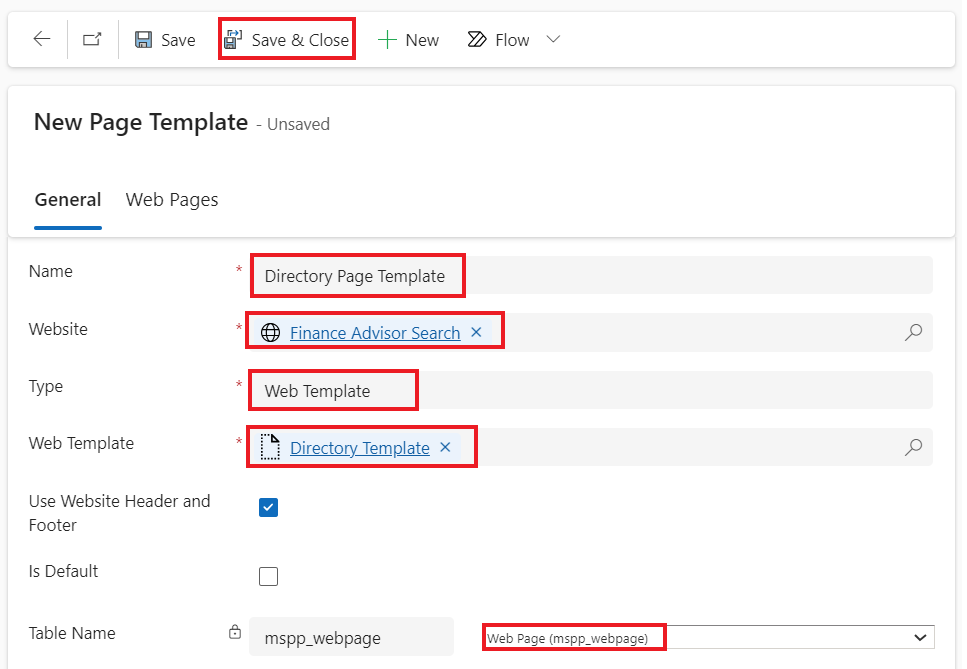 Save Save & Close New Flow
New Page Template - Unsaved
General Web Pages
Name * Directory Page Template
Website * Finance Advisor Search ×
Type * Web Template
Web Template * Directory Template ×
Use Website Header and
Footer
Is Default
Table Name mspp_webpage Web Page (mspp_webpage)